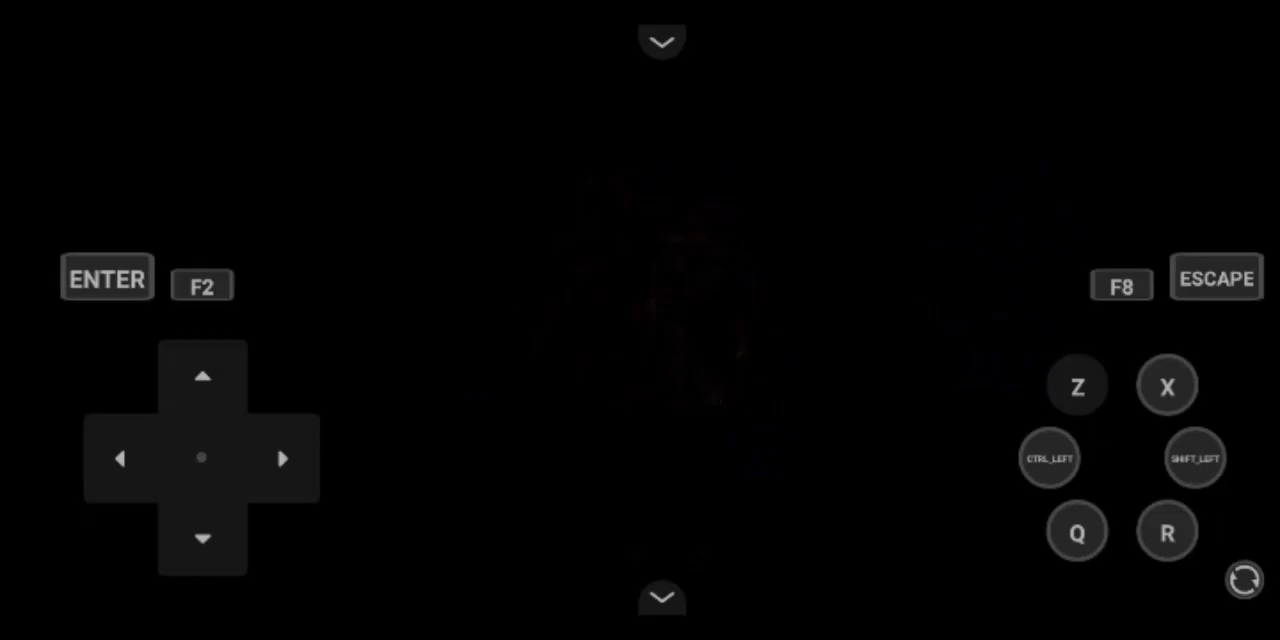 ENTER
F2
F8
ESCAPE
Z
X
CTRL_LEFT
SHIFT_LEFT
Q
R